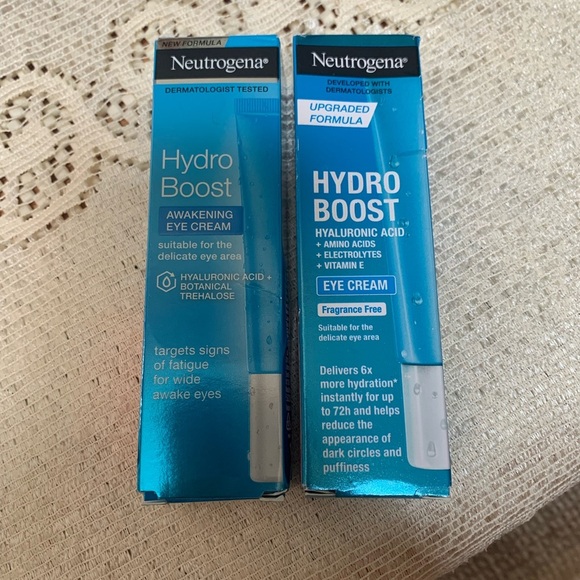 NEW FORMULA
Neutrogena®
DERMATOLOGIST TESTED
Hydro
Boost
AWAKENING
EYE CREAM
suitable for the
delicate eye area
HYALURONIC ACID +
BOTANICAL
TREHALOSE
targets signs
of fatigue
for wide
awake eyes
Neutrogena®
DEVELOPED WITH
DERMATOLOGISTS
UPGRADED
FORMULA
HYDRO
BOOST
HYALURONIC ACID
+ AMINO ACIDS
+ ELECTROLYTES
+ VITAMIN E
EYE CREAM
Fragrance Free
Suitable for the
delicate eye area
Delivers 6x
more hydration*
instantly for up
to 72h and helps
reduce the
appearance of
dark circles and
puffiness